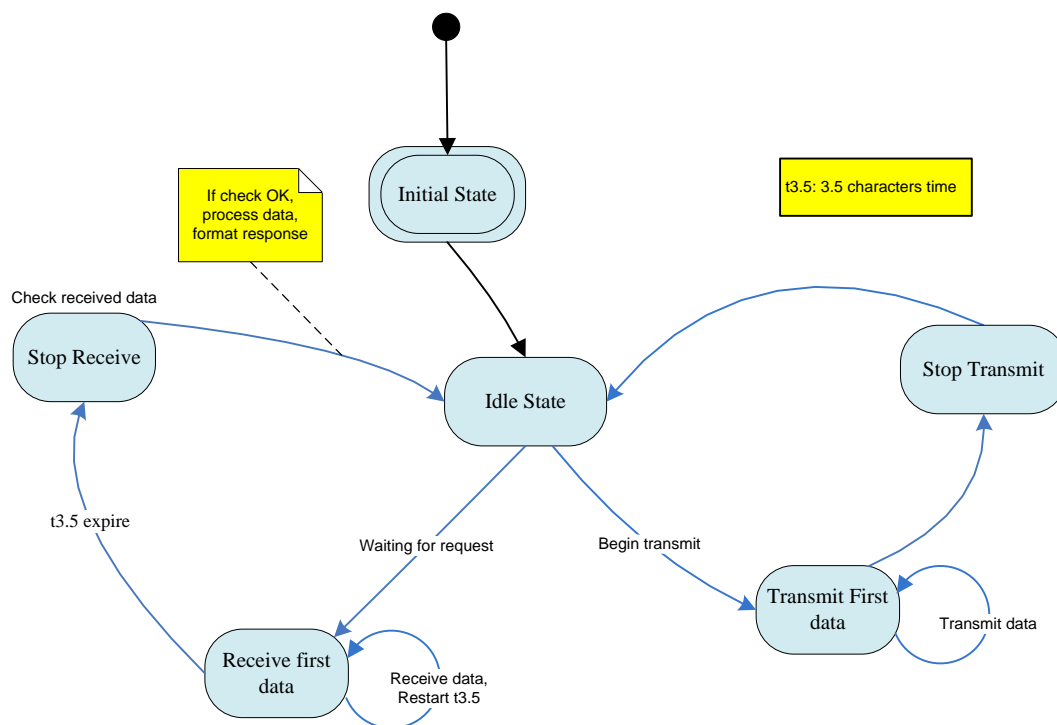 Initial State
t3.5: 3.5 characters time
If check OK,
process data,
format response
Check received data
Stop Receive
Stop Transmit
Idle State
t3.5 expire
Waiting for request
Begin transmit
Transmit First
data
Transmit data
Receive first
data
Receive data,
Restart t3.5